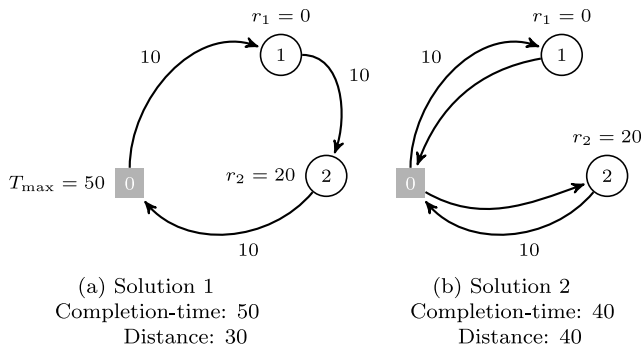 r₁ = 0
10
1
10
r₂ = 20
2
Tmax = 50
0
10
(a) Solution 1
Completion-time: 50
Distance: 30
r₁ = 0
10
1
r₂ = 20
0
2
10
(b) Solution 2
Completion-time: 40
Distance: 40